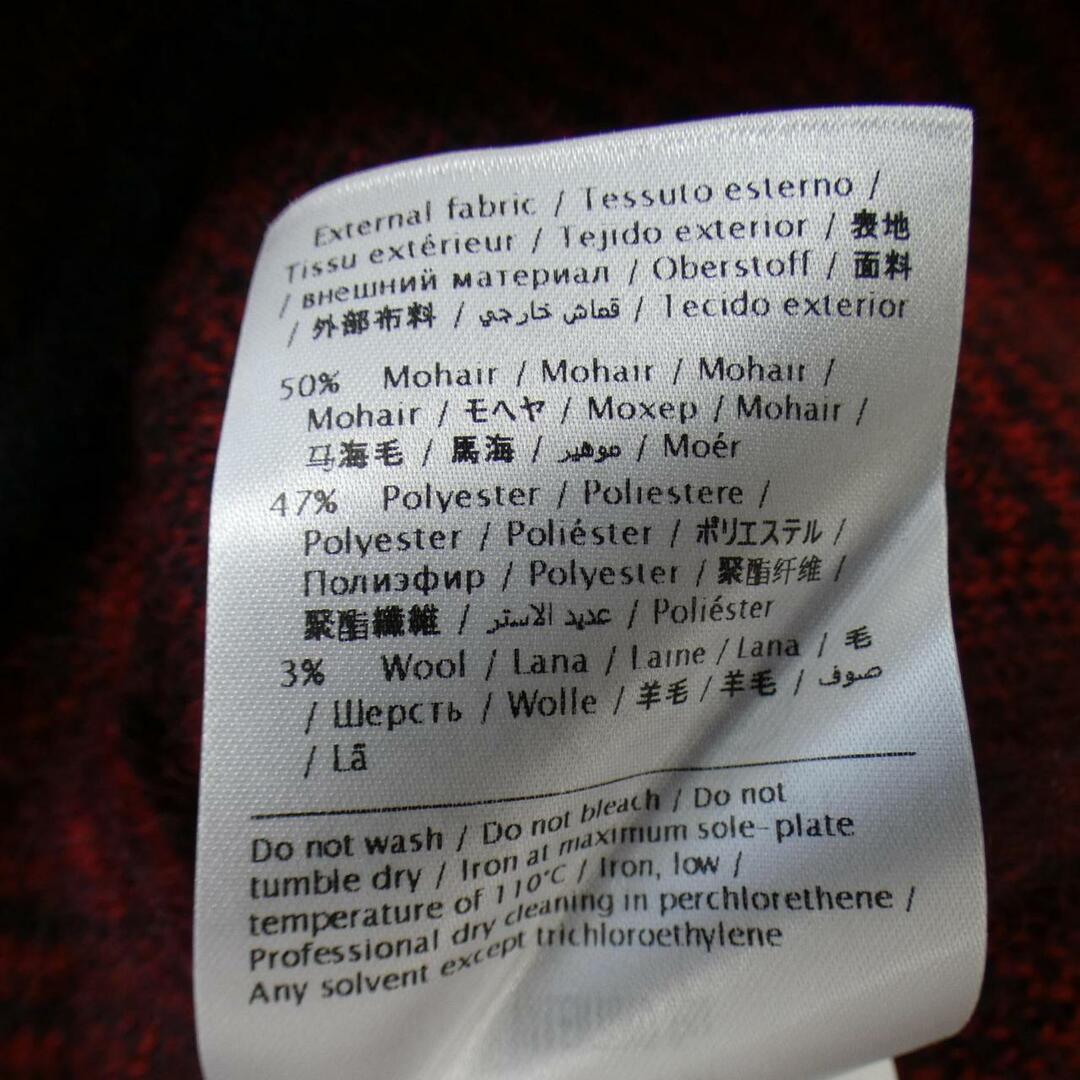 External fabric / Tessuto esterno /
Tissu extérieur / Tejido exterior / 表地
/ внешний материал / Oberstoff / 面料
/ 外部布料 / قماش خارجي / Tecido exterior
50% Mohair / Mohair / Mohair /
Mohair / モヘヤ / Мохер / Mohair /
马海毛 / 馬海 / موهير / Moér
47% Polyester / Poliestere /
Polyester / Poliéster / ポリエステル /
Полиэфир / Polyester / 聚酯纤维 /
聚酯纖維 / عديد الاستر / Poliéster
3% Wool / Lana / Laine / Lana / 毛
/ Шерсть / Wolle / 羊毛 / 羊毛 / صوف
/ Lã
Do not wash / Do not bleach / Do not
tumble dry / Iron at maximum sole-plate
temperature of 110°C / Iron, low /
Professional dry cleaning in perchlorethene /
Any solvent except trichloroethylene